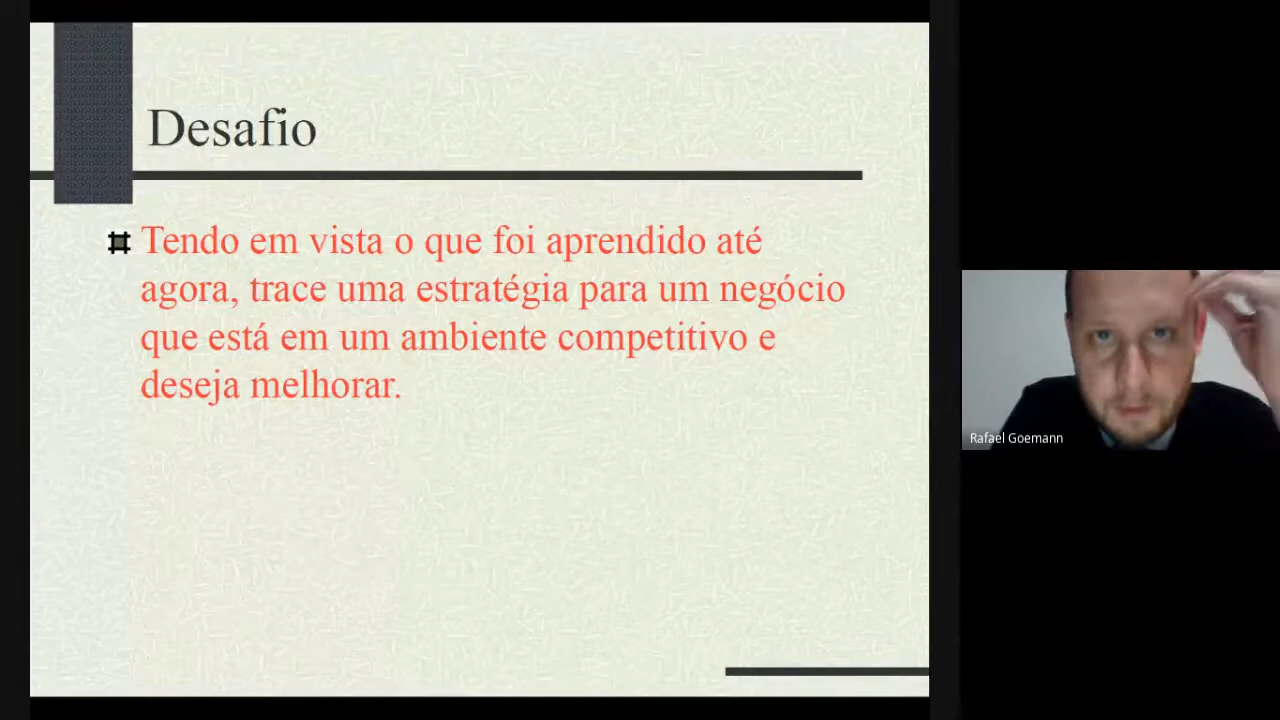 Desafio
Tendo em vista o que foi aprendido até
agora, trace uma estratégia para um negócio
que está em um ambiente competitivo e
deseja melhorar.
Rafael Goemann